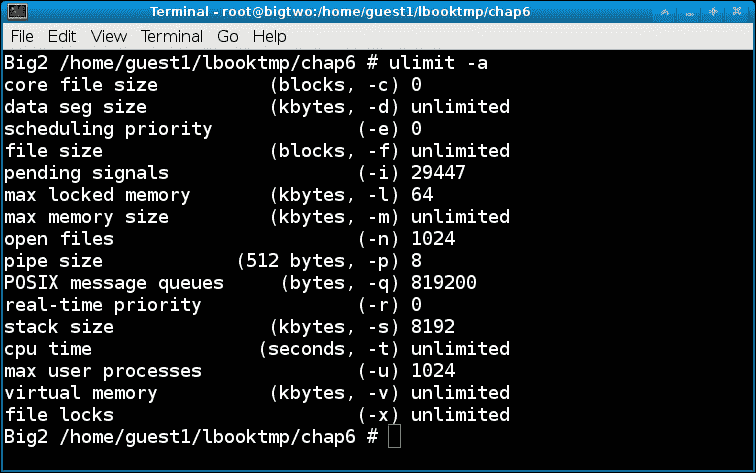 Terminal - root@bigtwo:/home/guest1/lbooktmp/chap6
File Edit View Terminal Go Help
Big2 /home/guest1/lbooktmp/chap6 # ulimit -a
core file size          (blocks, -c) 0
data seg size           (kbytes, -d) unlimited
scheduling priority             (-e) 0
file size               (blocks, -f) unlimited
pending signals                 (-i) 29447
max locked memory       (kbytes, -l) 64
max memory size         (kbytes, -m) unlimited
open files                      (-n) 1024
pipe size            (512 bytes, -p) 8
POSIX message queues     (bytes, -q) 819200
real-time priority              (-r) 0
stack size              (kbytes, -s) 8192
cpu time               (seconds, -t) unlimited
max user processes              (-u) 1024
virtual memory          (kbytes, -v) unlimited
file locks                      (-x) unlimited
Big2 /home/guest1/lbooktmp/chap6 #